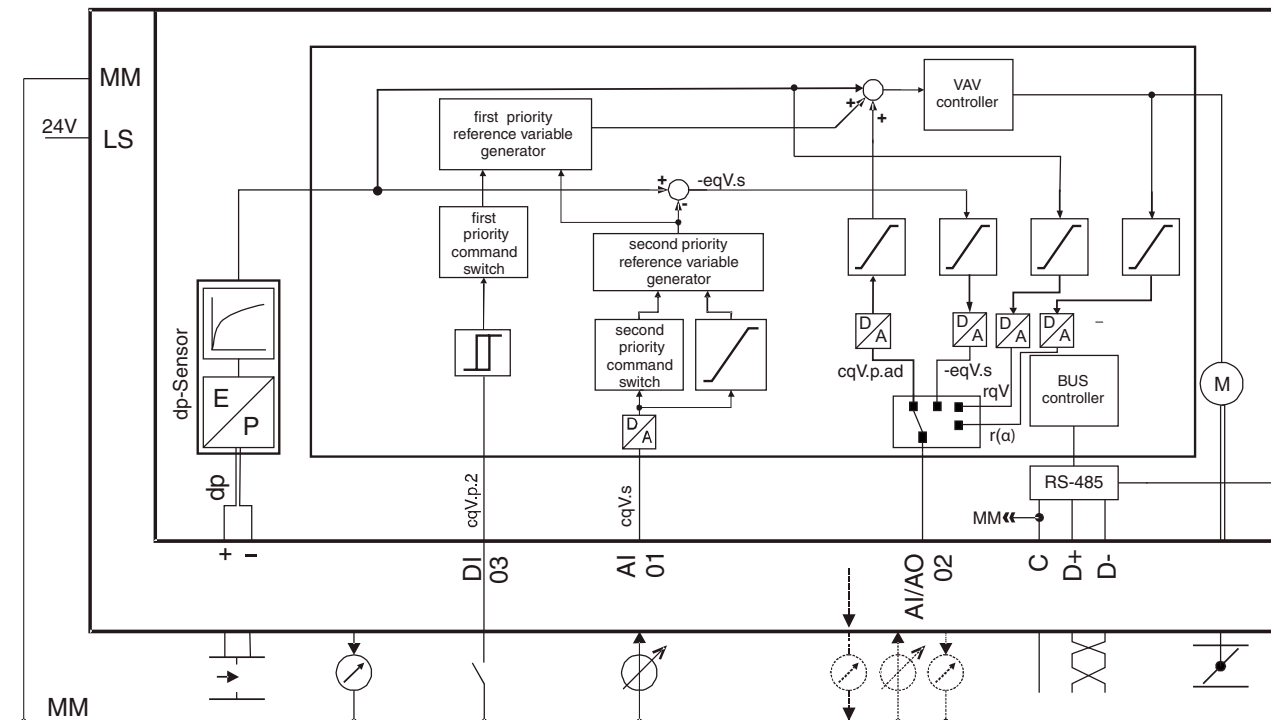 MM
24V
LS
VAV
controller
first priority
reference variable
generator
+
+
+
-eqV.s
-
first
priority
command
switch
second priority
reference variable
generator
second
priority
command
switch
D
A
D
A
D
A
D
A
–
cqV.p.ad
-eqV.s
rqV
r(α)
BUS
controller
M
dp-Sensor
E
P
D
A
dp
cqV.p.2
cqV.s
RS-485
MM
+
–
DI
03
AI
01
AI/AO
02
C
D+
D-
MM